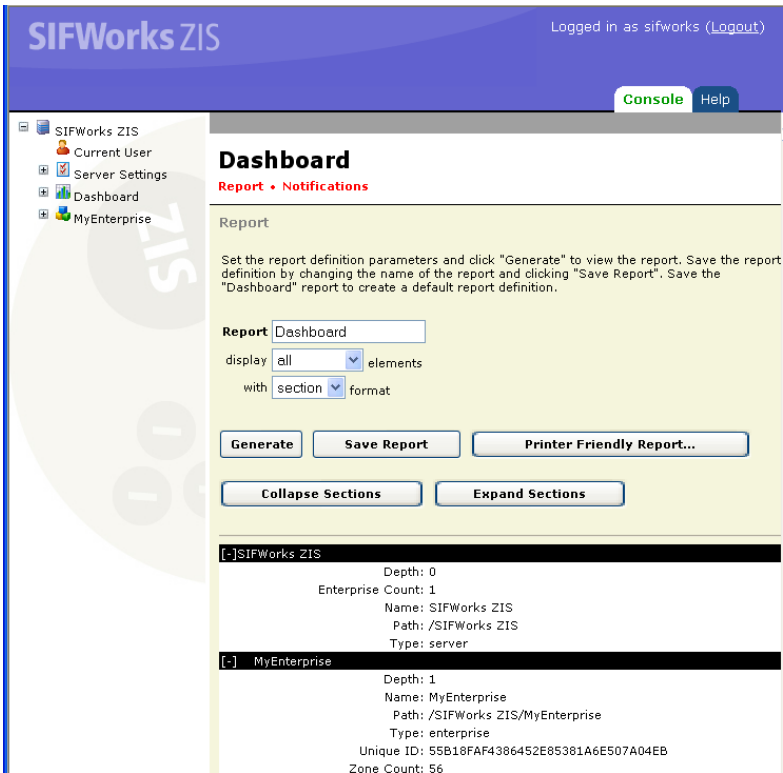 SIFWorks ZIS
Logged in as sifworks (Logout)
Console Help
SIFWorks ZIS
Current User
Server Settings
Dashboard
MyEnterprise
ZIS
Dashboard
Report • Notifications
Report
Set the report definition parameters and click "Generate" to view the report. Save the report
definition by changing the name of the report and clicking "Save Report". Save the
"Dashboard" report to create a default report definition.
Report Dashboard
display all elements
with section format
Generate Save Report Printer Friendly Report...
Collapse Sections Expand Sections
[-]SIFWorks ZIS
Depth: 0
Enterprise Count: 1
Name: SIFWorks ZIS
Path: /SIFWorks ZIS
Type: server
[-] MyEnterprise
Depth: 1
Name: MyEnterprise
Path: /SIFWorks ZIS/MyEnterprise
Type: enterprise
Unique ID: 55B18FAF4386452E85381A6E507A04EB
Zone Count: 56